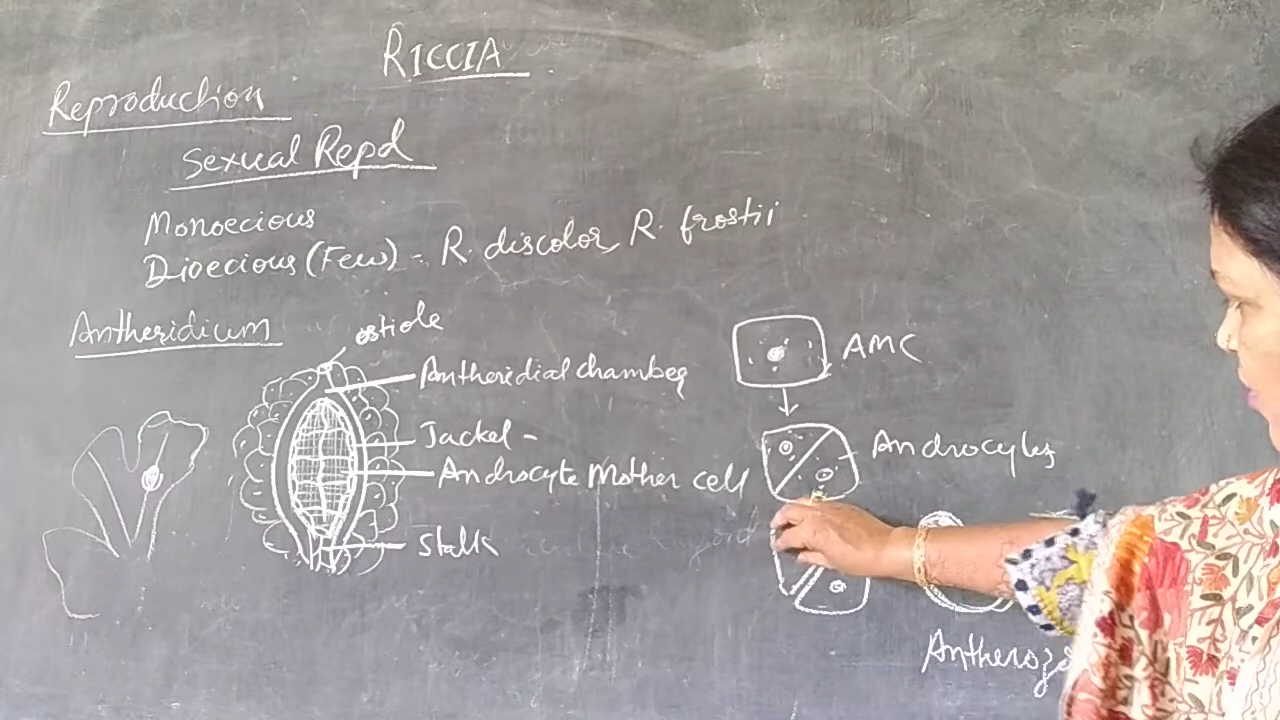 RICCIA
Reproduction
Sexual Repd
Monoecious
Dioecious (Few) - R. discolor, R. frostii
Antheridium
ostiole
Antheridial chamber
Jacket -
Androcyte Mother cell
Stalk
AMC
Androcytes